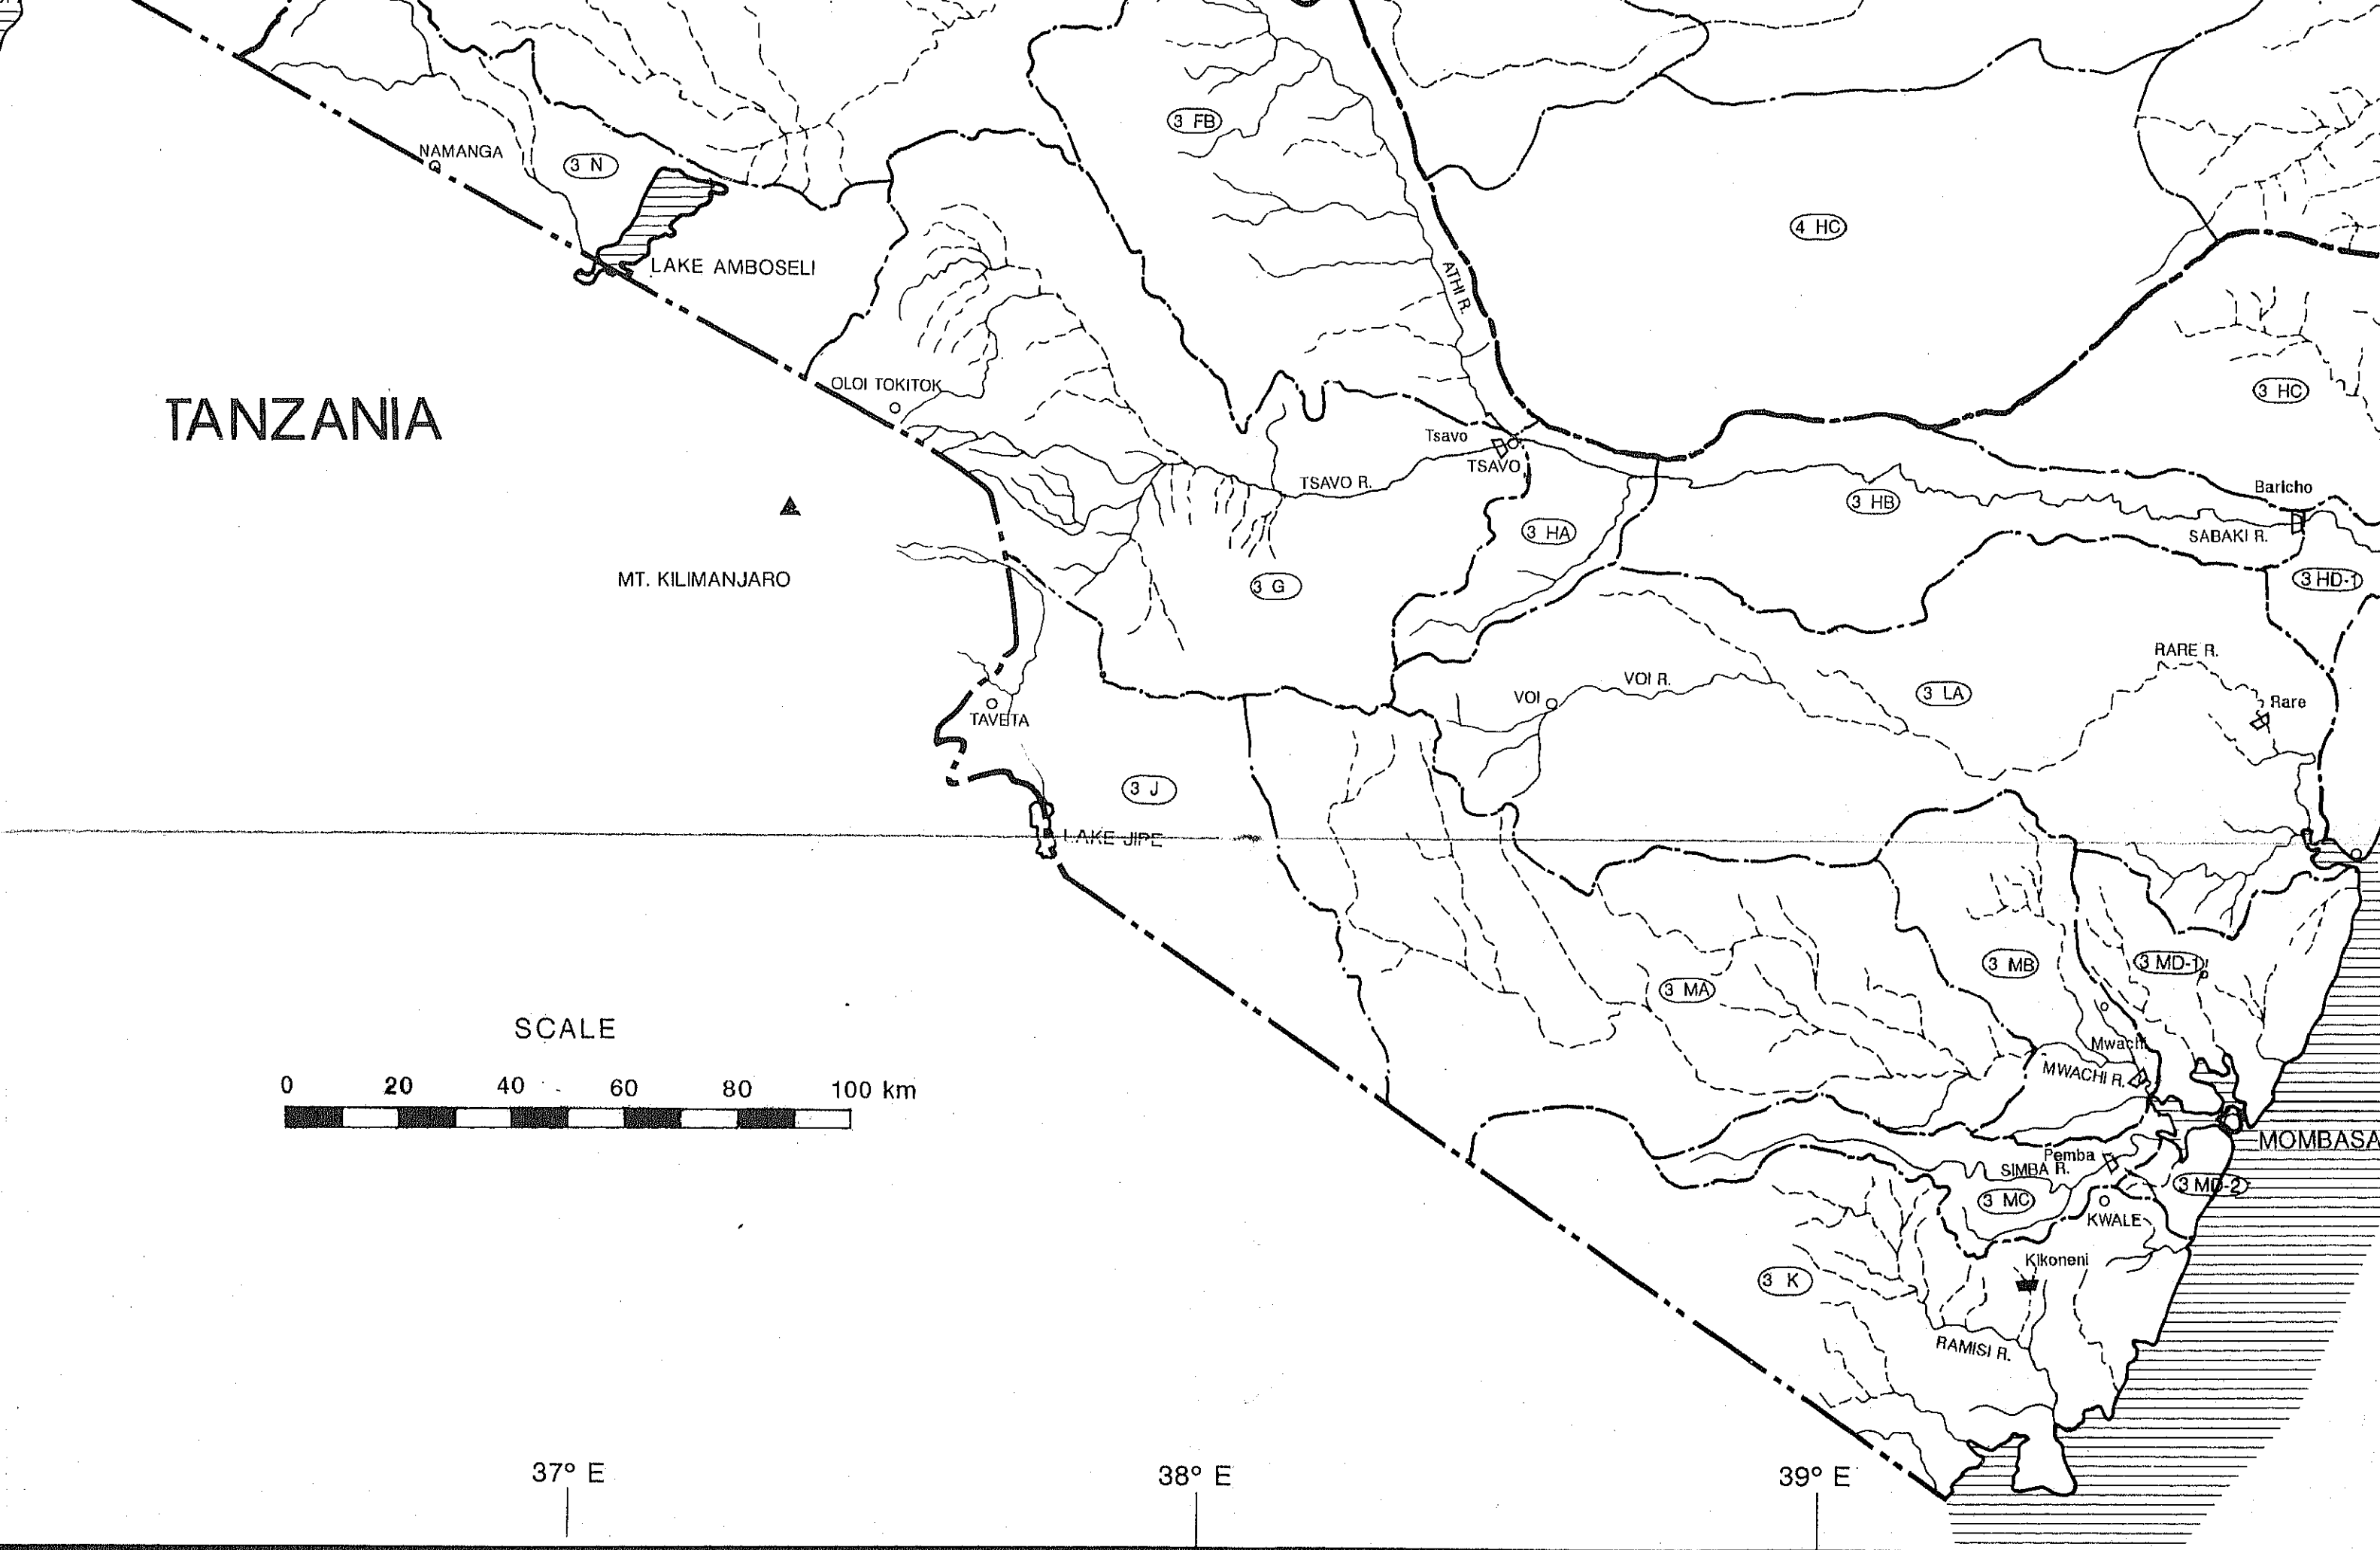 3 FB
NAMANGA
3 N
4 HC
LAKE AMBOSELI
ATHI R.
OLOI TOKITOK
3 HC
TANZANIA
Tsavo
TSAVO
TSAVO R.
Baricho
3 HB
3 HA
SABAKI R.
MT. KILIMANJARO
3 G
3 HD-1
RARE R.
VOI
VOI R.
3 LA
Rare
TAVETA
3 J
LAKE JIPE
3 MB
3 MD-1
3 MA
SCALE
Mwachi
MWACHI R.
0 20 40 60 80 100 km
MOMBASA
Pemba
SIMBA R.
3 MD-2
3 MC
KWALE
Kikoneni
3 K
RAMISI R.
37° E
38° E
39° E